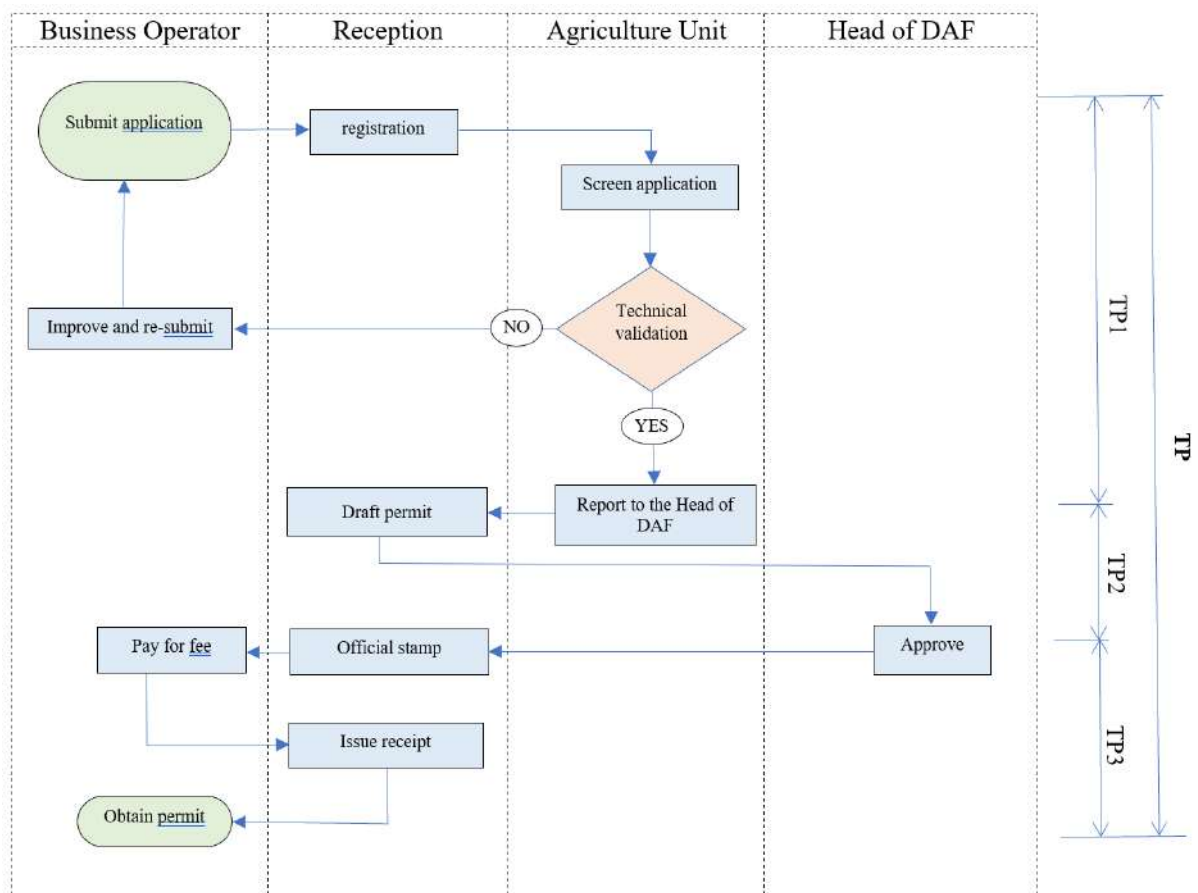 Business Operator
Reception
Agriculture Unit
Head of DAF
Submit application
registration
Screen application
Technical
validation
NO
Improve and re-submit
YES
Report to the Head of
DAF
Draft permit
Approve
Official stamp
Pay for fee
Issue receipt
Obtain permit
TP1
TP2
TP3
TP